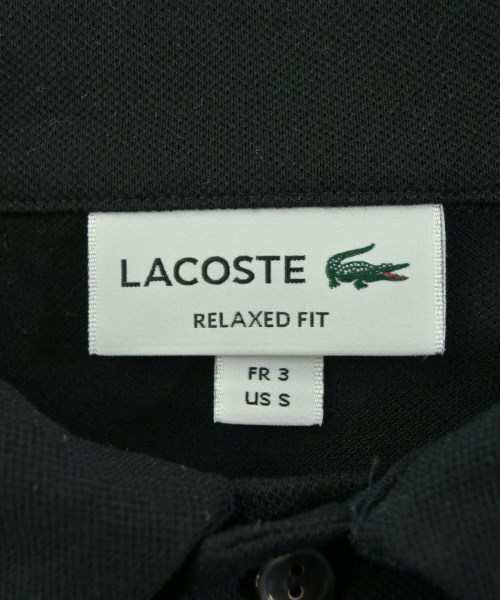 LACOSTE
RELAXED FIT
FR 3
US S